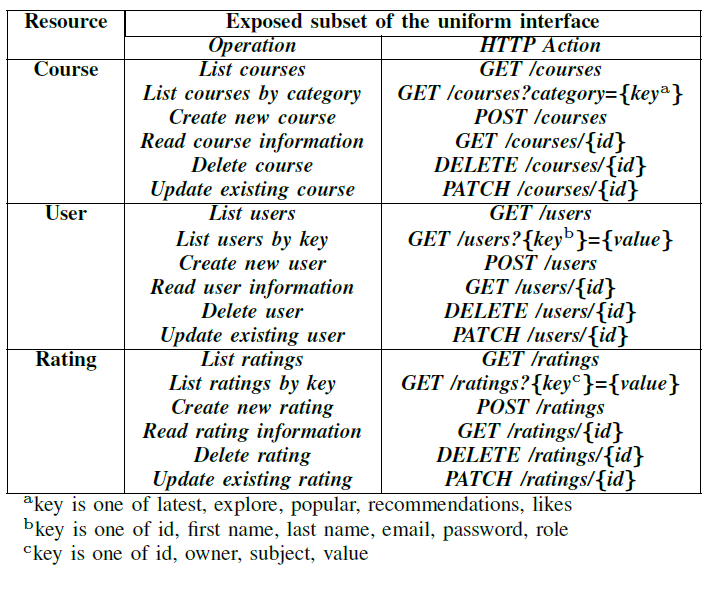 Resource Exposed subset of the uniform interface
Operation HTTP Action
Course List courses GET /courses
List courses by category GET /courses?category={keyᵃ}
Create new course POST /courses
Read course information GET /courses/{id}
Delete course DELETE /courses/{id}
Update existing course PATCH /courses/{id}
User List users GET /users
List users by key GET /users?{keyᵇ}={value}
Create new user POST /users
Read user information GET /users/{id}
Delete user DELETE /users/{id}
Update existing user PATCH /users/{id}
Rating List ratings GET /ratings
List ratings by key GET /ratings?{keyᶜ}={value}
Create new rating POST /ratings
Read rating information GET /ratings/{id}
Delete rating DELETE /ratings/{id}
Update existing rating PATCH /ratings/{id}
ᵃkey is one of latest, explore, popular, recommendations, likes
ᵇkey is one of id, first name, last name, email, password, role
ᶜkey is one of id, owner, subject, value